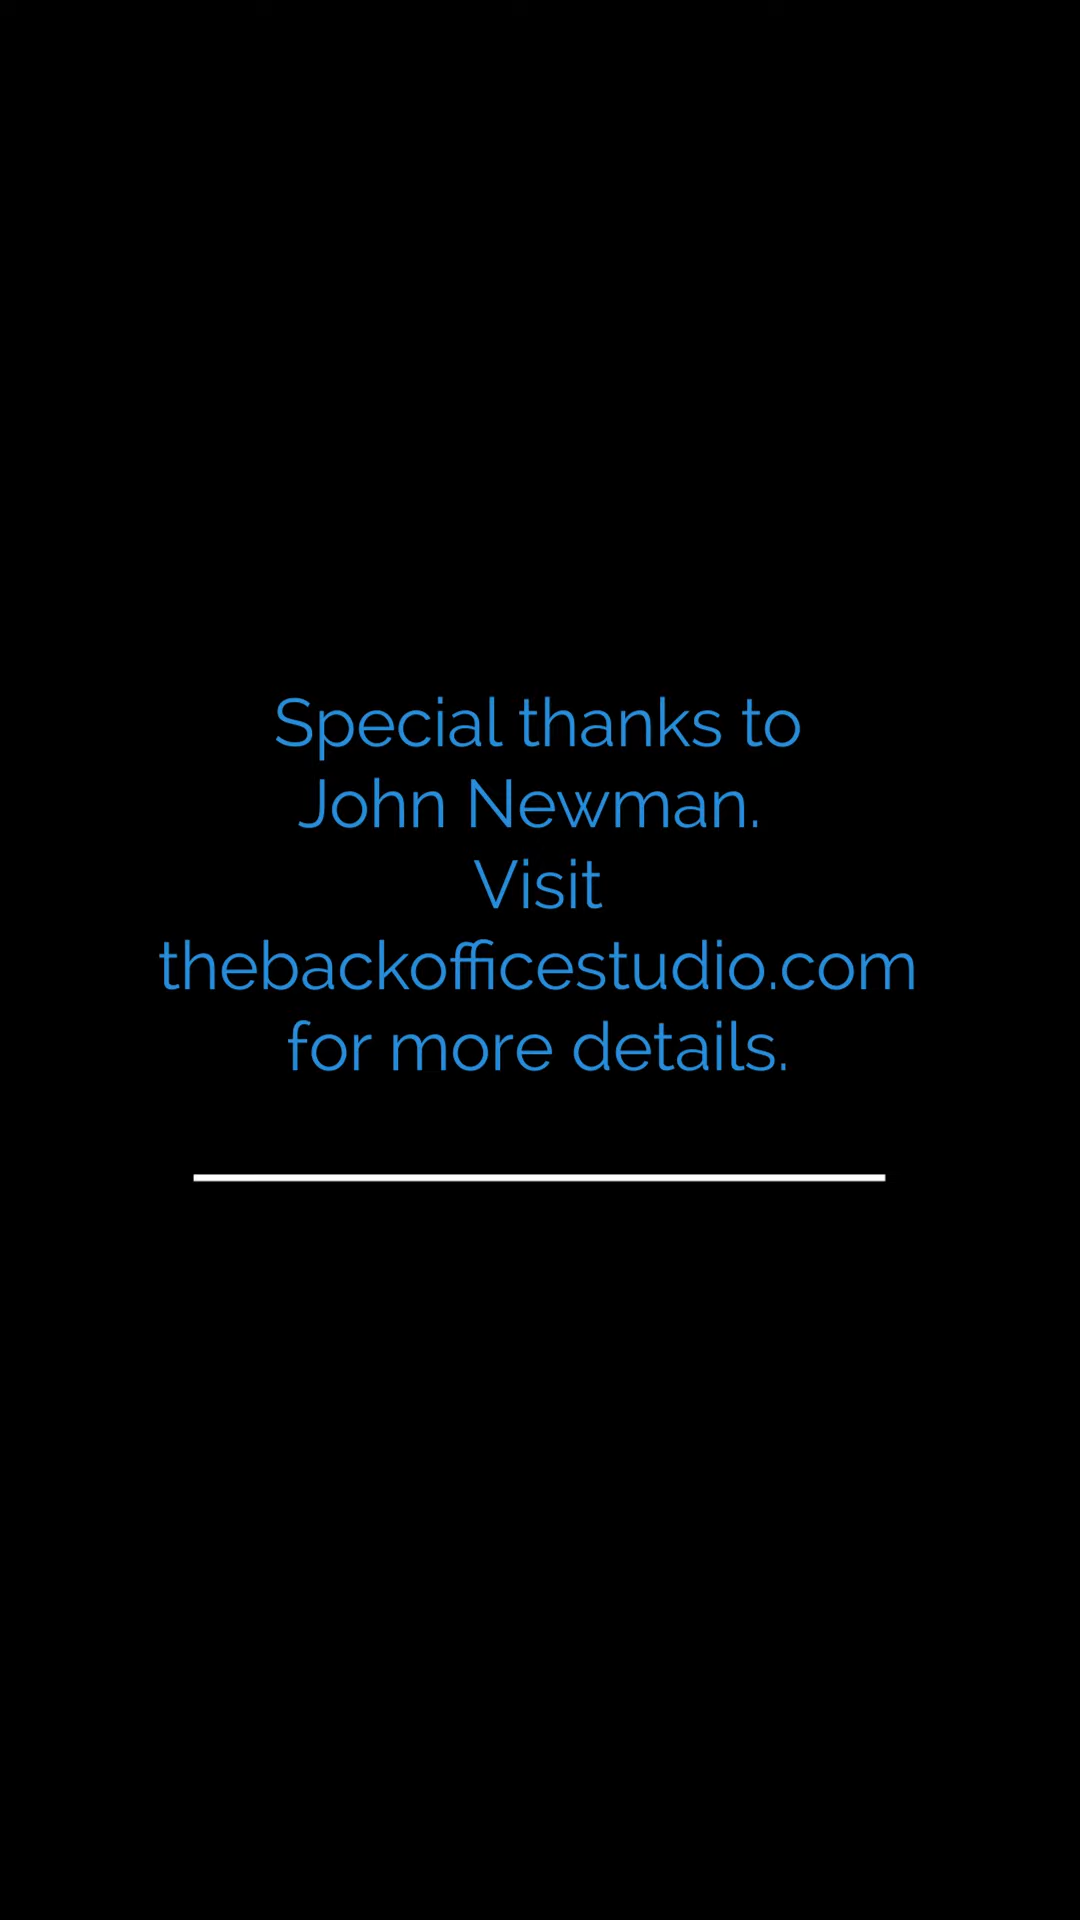 Special thanks to
John Newman.
Visit
thebackofficestudio.com
for more details.